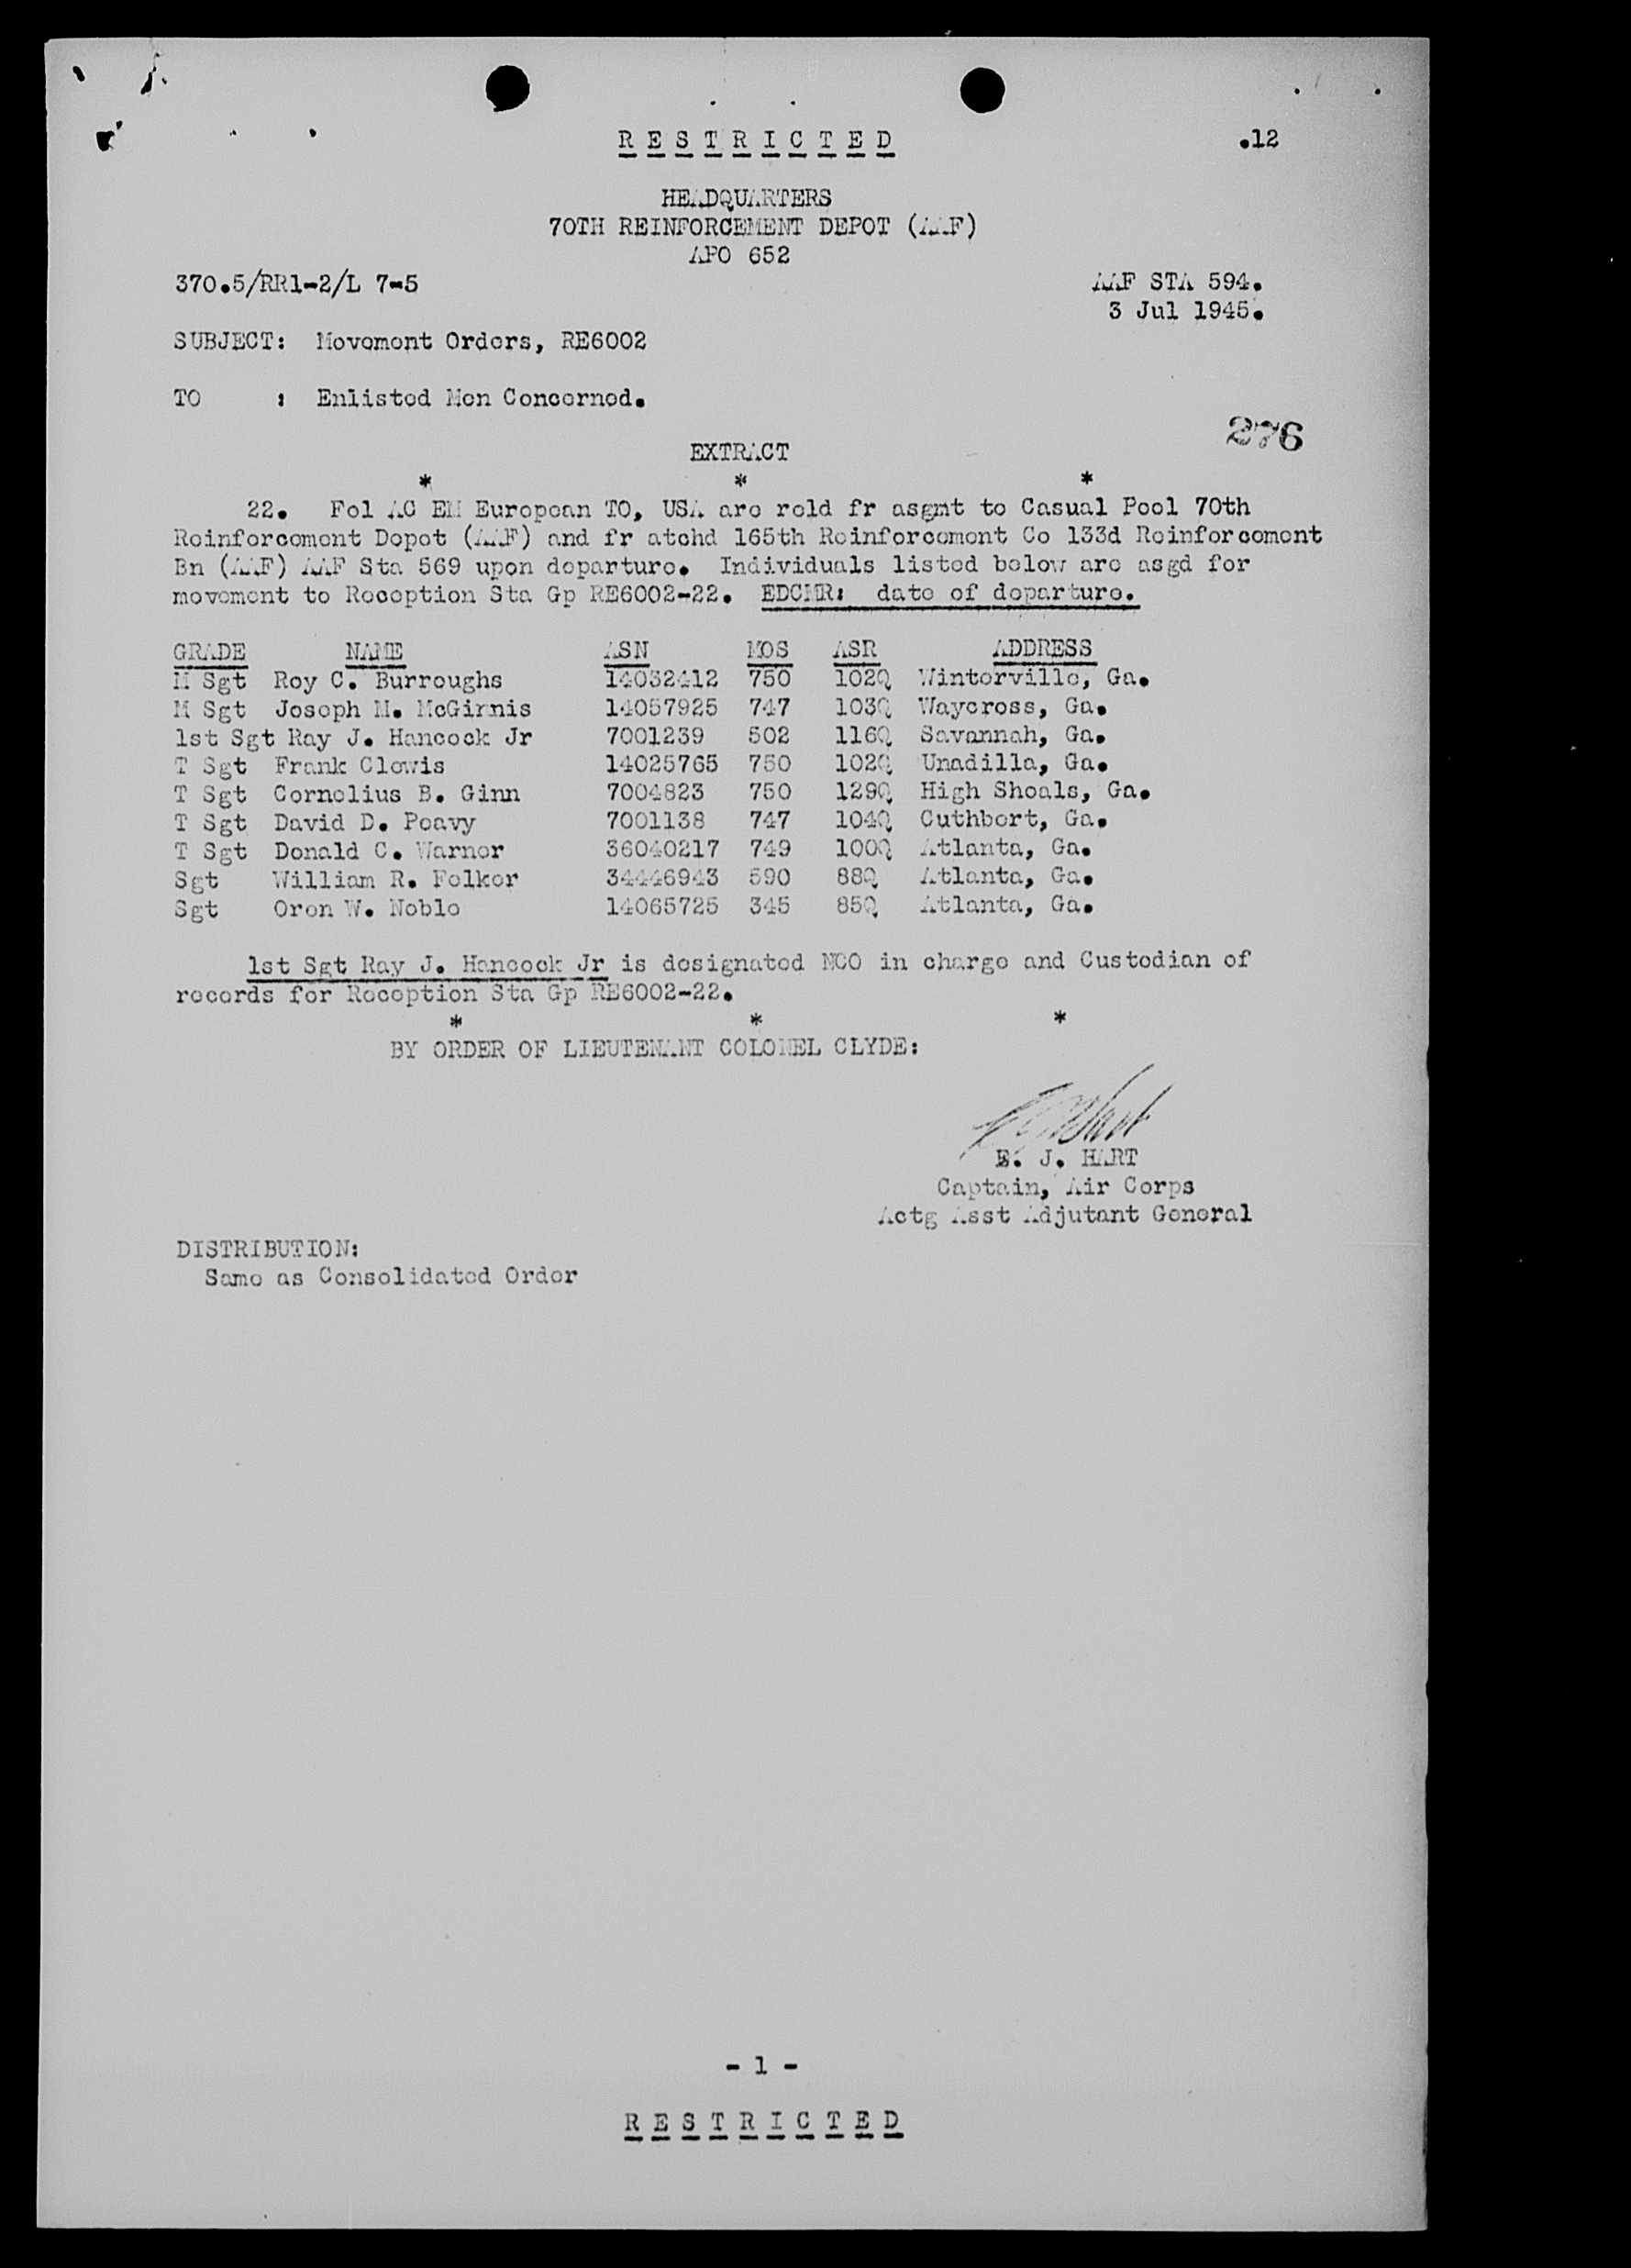 R E S T R I C T E D .12
HEADQUARTERS
70TH REINFORCEMENT DEPOT (AAF)
APO 652
370.5/RR1-2/L 7-5 AAF STA 594.
3 Jul 1945.
SUBJECT: Movement Orders, RE6002
TO : Enlisted Men Concerned.
276
EXTRACT
* * *
22. Fol AC EM European TO, USA are reld fr asgmt to Casual Pool 70th
Reinforcement Depot (AAF) and fr atchd 165th Reinforcement Co 133d Reinforcement
Bn (AAF) AAF Sta 569 upon departure. Individuals listed below are asgd for
movement to Reception Sta Gp RE6002-22. EDCMR: date of departure.
GRADE NAME ASN MOS ASR ADDRESS
M Sgt Roy C. Burroughs 14032412 750 102Q Winterville, Ga.
M Sgt Joseph M. McGinnis 14057925 747 103Q Waycross, Ga.
1st Sgt Ray J. Hancock Jr 7001239 502 116Q Savannah, Ga.
T Sgt Frank Clewis 14025765 750 102Q Unadilla, Ga.
T Sgt Cornelius B. Ginn 7004823 750 129Q High Shoals, Ga.
T Sgt David D. Peavy 7001138 747 104Q Cuthbert, Ga.
T Sgt Donald C. Warner 36040217 749 100Q Atlanta, Ga.
Sgt William R. Felker 34446943 590 88Q Atlanta, Ga.
Sgt Oren W. Noble 14065725 345 85Q Atlanta, Ga.
1st Sgt Ray J. Hancock Jr is designated NCO in charge and Custodian of
records for Reception Sta Gp RE6002-22.
* * *
BY ORDER OF LIEUTENANT COLONEL CLYDE:
E. J. HART
Captain, Air Corps
Actg Asst Adjutant General
DISTRIBUTION:
Same as Consolidated Order
- 1 -
R E S T R I C T E D